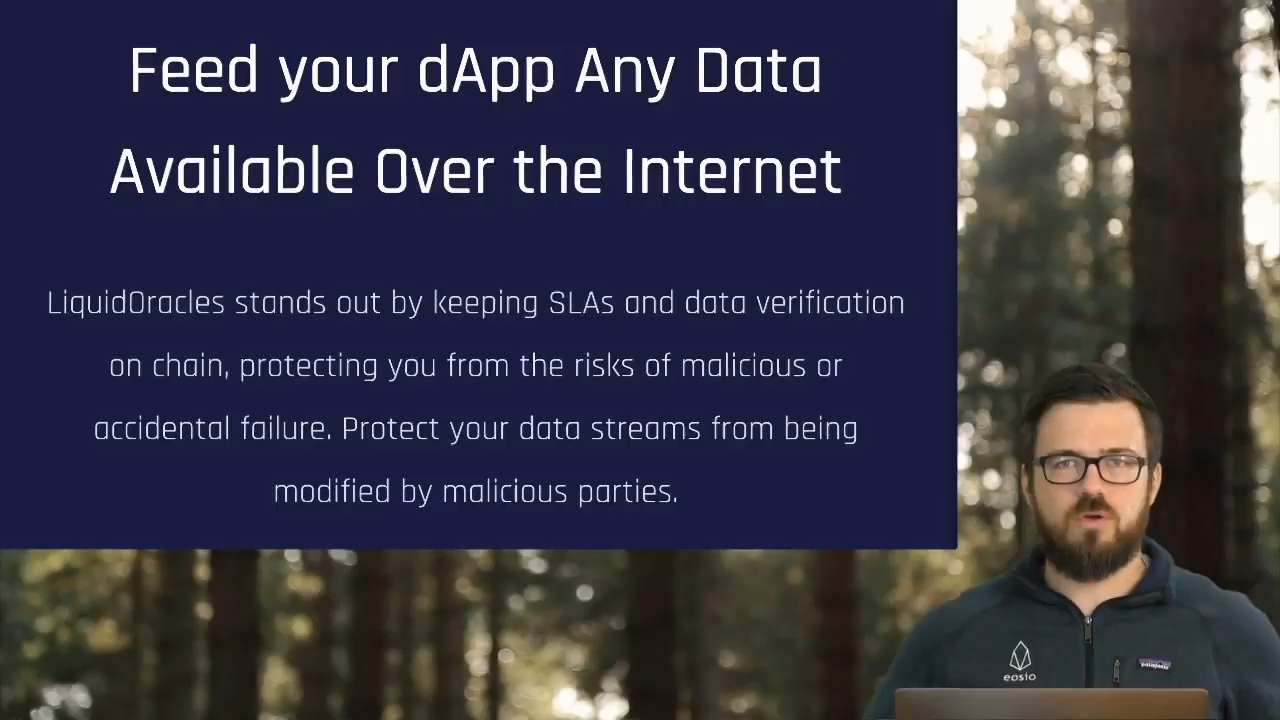 Feed your dApp Any Data
Available Over the Internet
LiquidOracles stands out by keeping SLAs and data verification
on chain, protecting you from the risks of malicious or
accidental failure. Protect your data streams from being
modified by malicious parties.
eosio
patagonia